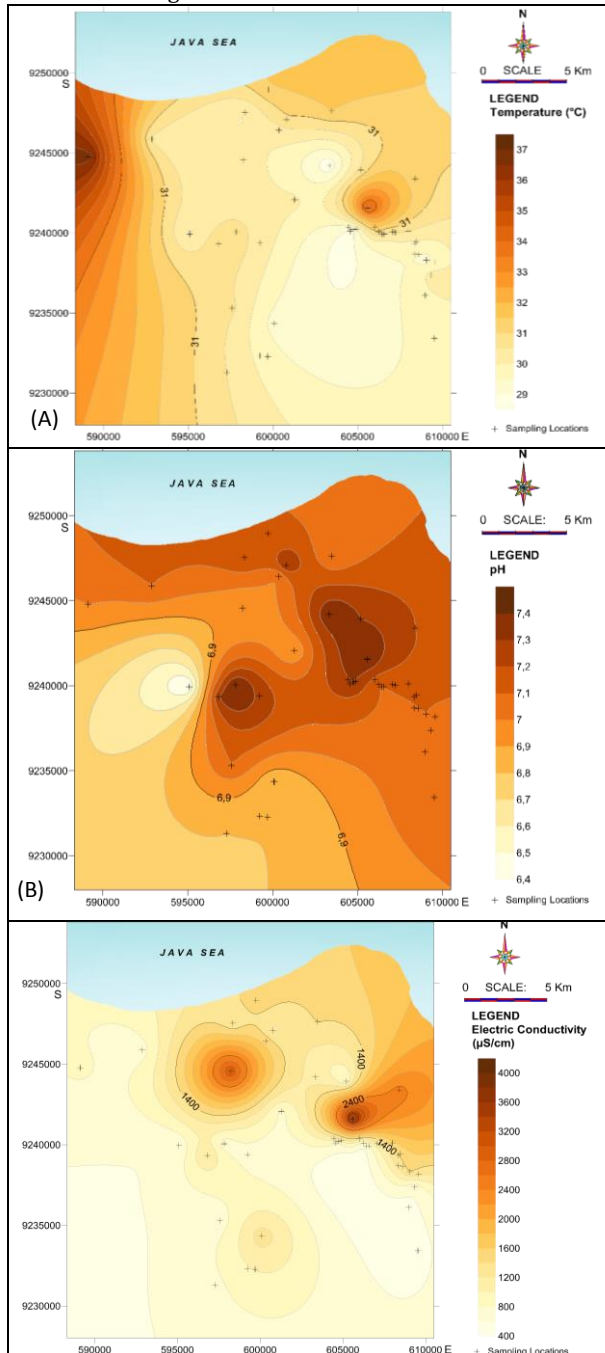 N
JAVA SEA
9250000
S
0 SCALE 5 Km
LEGEND
Temperature (°C)
31
37
9245000
36
35
34
31
31
33
9240000
32
31
9235000
30
31
29
9230000
(A)
+ Sampling Locations
590000 595000 600000 605000 610000 E
N
JAVA SEA
9250000
S
0 SCALE: 5 Km
LEGEND
pH
7,4
9245000
7,3
7,2
6,9
7,1
9240000
7
6,9
6,8
9235000
6,7
6,9
6,6
6,5
6,9
9230000
6,4
(B)
+ Sampling Locations
590000 595000 600000 605000 610000 E
N
JAVA SEA
9250000
S
0 SCALE: 5 Km
LEGEND
Electric Conductivity
(µS/cm)
1400
4000
9245000
3600
1400
2400
3200
2800
9240000
1400
2400
2000
1600
9235000
1200
800
9230000
400
590000 595000 600000 605000 610000 E
+ Sampling Locations